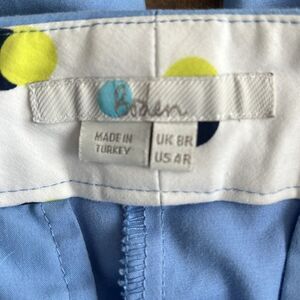 Boden
MADE IN
TURKEY
UK 8R
US 4R